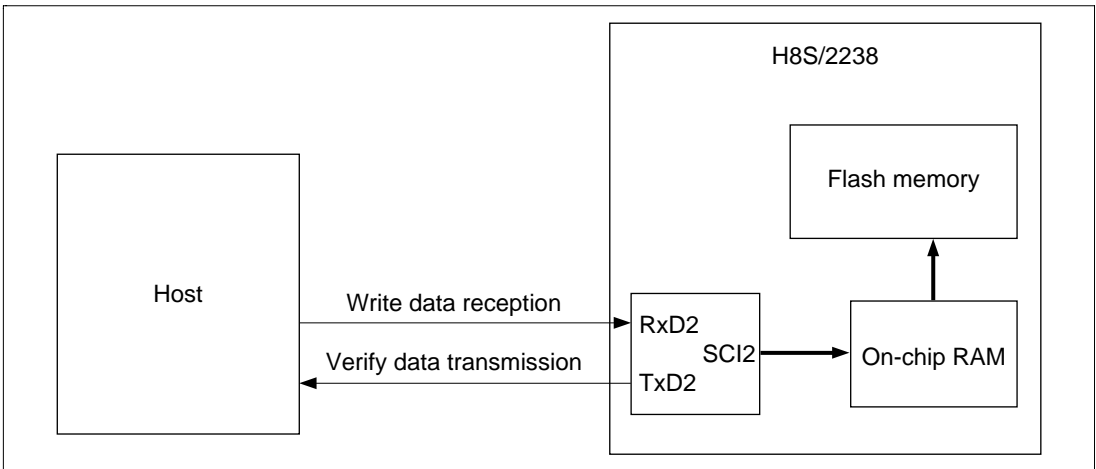 H8S/2238
Flash memory
Host
Write data reception
RxD2
SCI2
On-chip RAM
Verify data transmission
TxD2